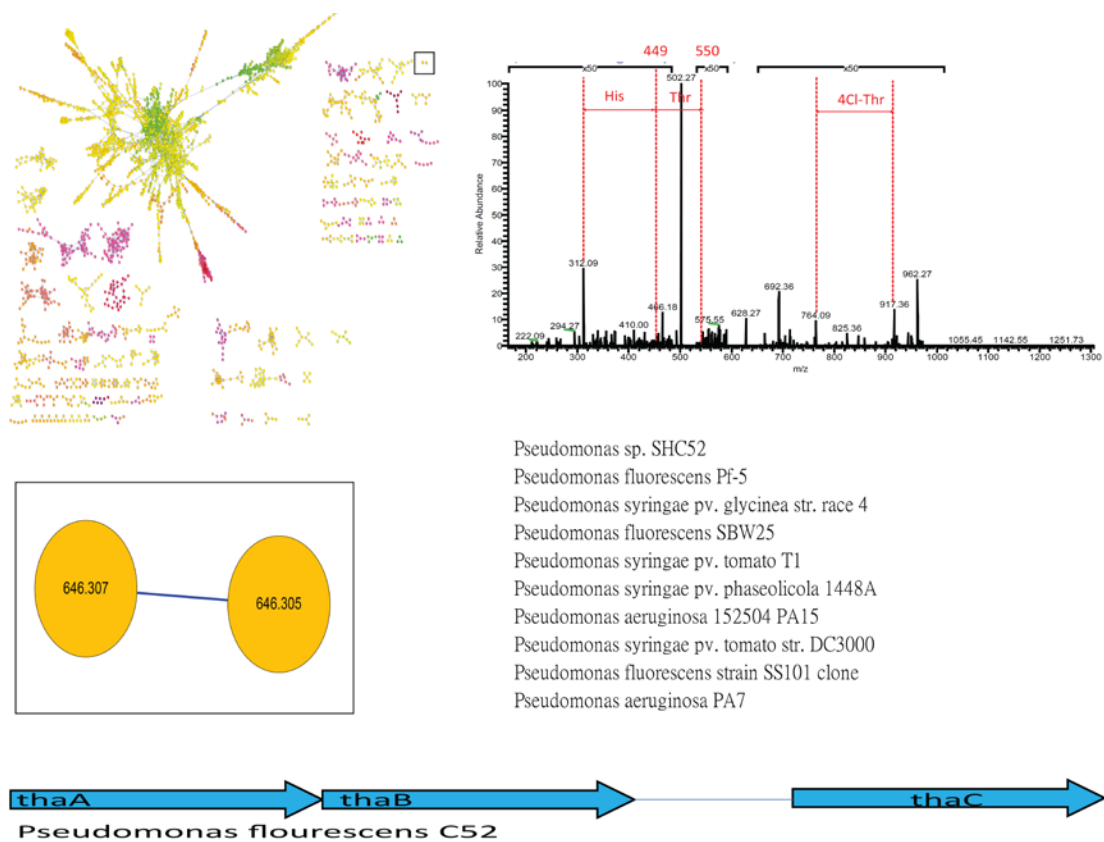 449 550
x50 x50 x50
502.27
His Thr 4Cl-Thr
100
90
80
70
60
50
40
30
20
10
0
Relative Abundance
312.09
962.27
692.36
917.36
466.18
628.27
764.09
294.27
410.00
575.55
825.36
222.09
1055.45 1142.55 1251.73
200 300 400 500 600 700 800 900 1000 1100 1200 1300
m/z
Pseudomonas sp. SHC52
Pseudomonas fluorescens Pf-5
Pseudomonas syringae pv. glycinea str. race 4
Pseudomonas fluorescens SBW25
Pseudomonas syringae pv. tomato T1
Pseudomonas syringae pv. phaseolicola 1448A
Pseudomonas aeruginosa 152504 PA15
Pseudomonas syringae pv. tomato str. DC3000
Pseudomonas fluorescens strain SS101 clone
Pseudomonas aeruginosa PA7
646.307 646.305
thaA thaB thaC
Pseudomonas flourescens C52